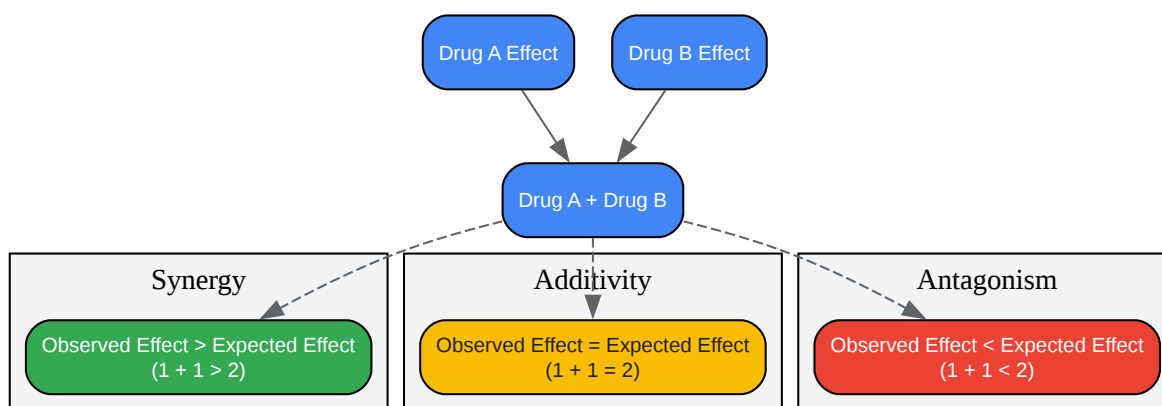 Drug A Effect
Drug B Effect
Drug A + Drug B
Synergy
Additivity
Antagonism
Observed Effect > Expected Effect
(1 + 1 > 2)
Observed Effect = Expected Effect
(1 + 1 = 2)
Observed Effect < Expected Effect
(1 + 1 < 2)